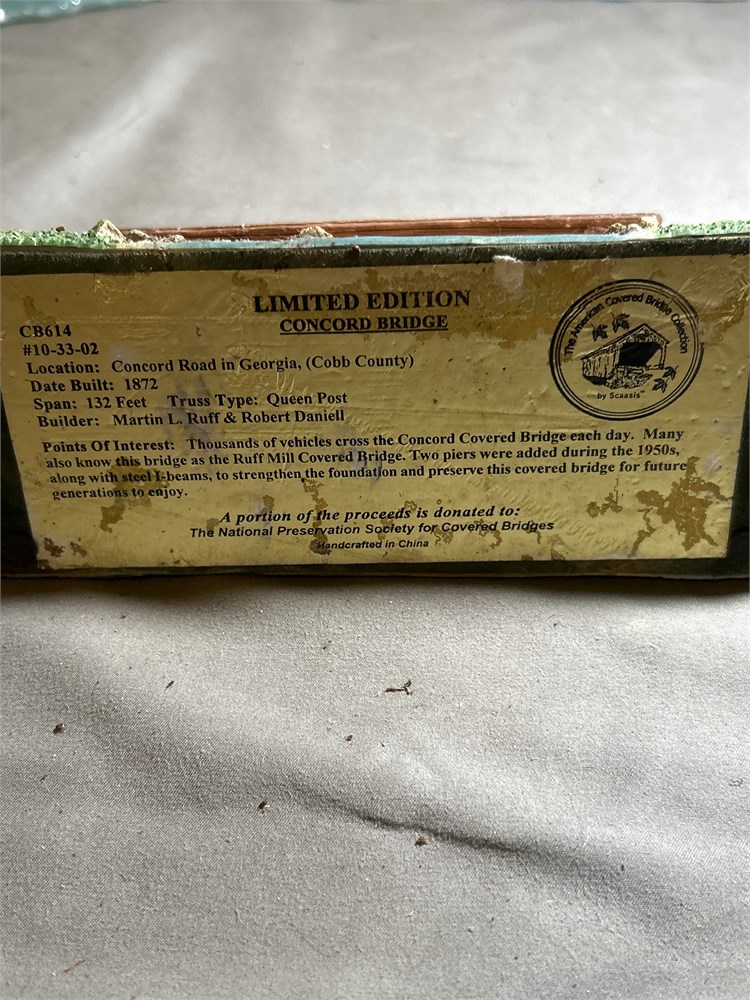 LIMITED EDITION
CONCORD BRIDGE
CB614
#10-33-02
Location: Concord Road in Georgia, (Cobb County)
Date Built: 1872
Span: 132 Feet Truss Type: Queen Post
Builder: Martin L. Ruff & Robert Daniell
Points Of Interest: Thousands of vehicles cross the Concord Covered Bridge each day. Many
also know this bridge as the Ruff Mill Covered Bridge. Two piers were added during the 1950s,
along with steel I-beams, to strengthen the foundation and preserve this covered bridge for future
generations to enjoy.
A portion of the proceeds is donated to:
The National Preservation Society for Covered Bridges
Handcrafted in China
The American Covered Bridge Collection
by Scaasis™